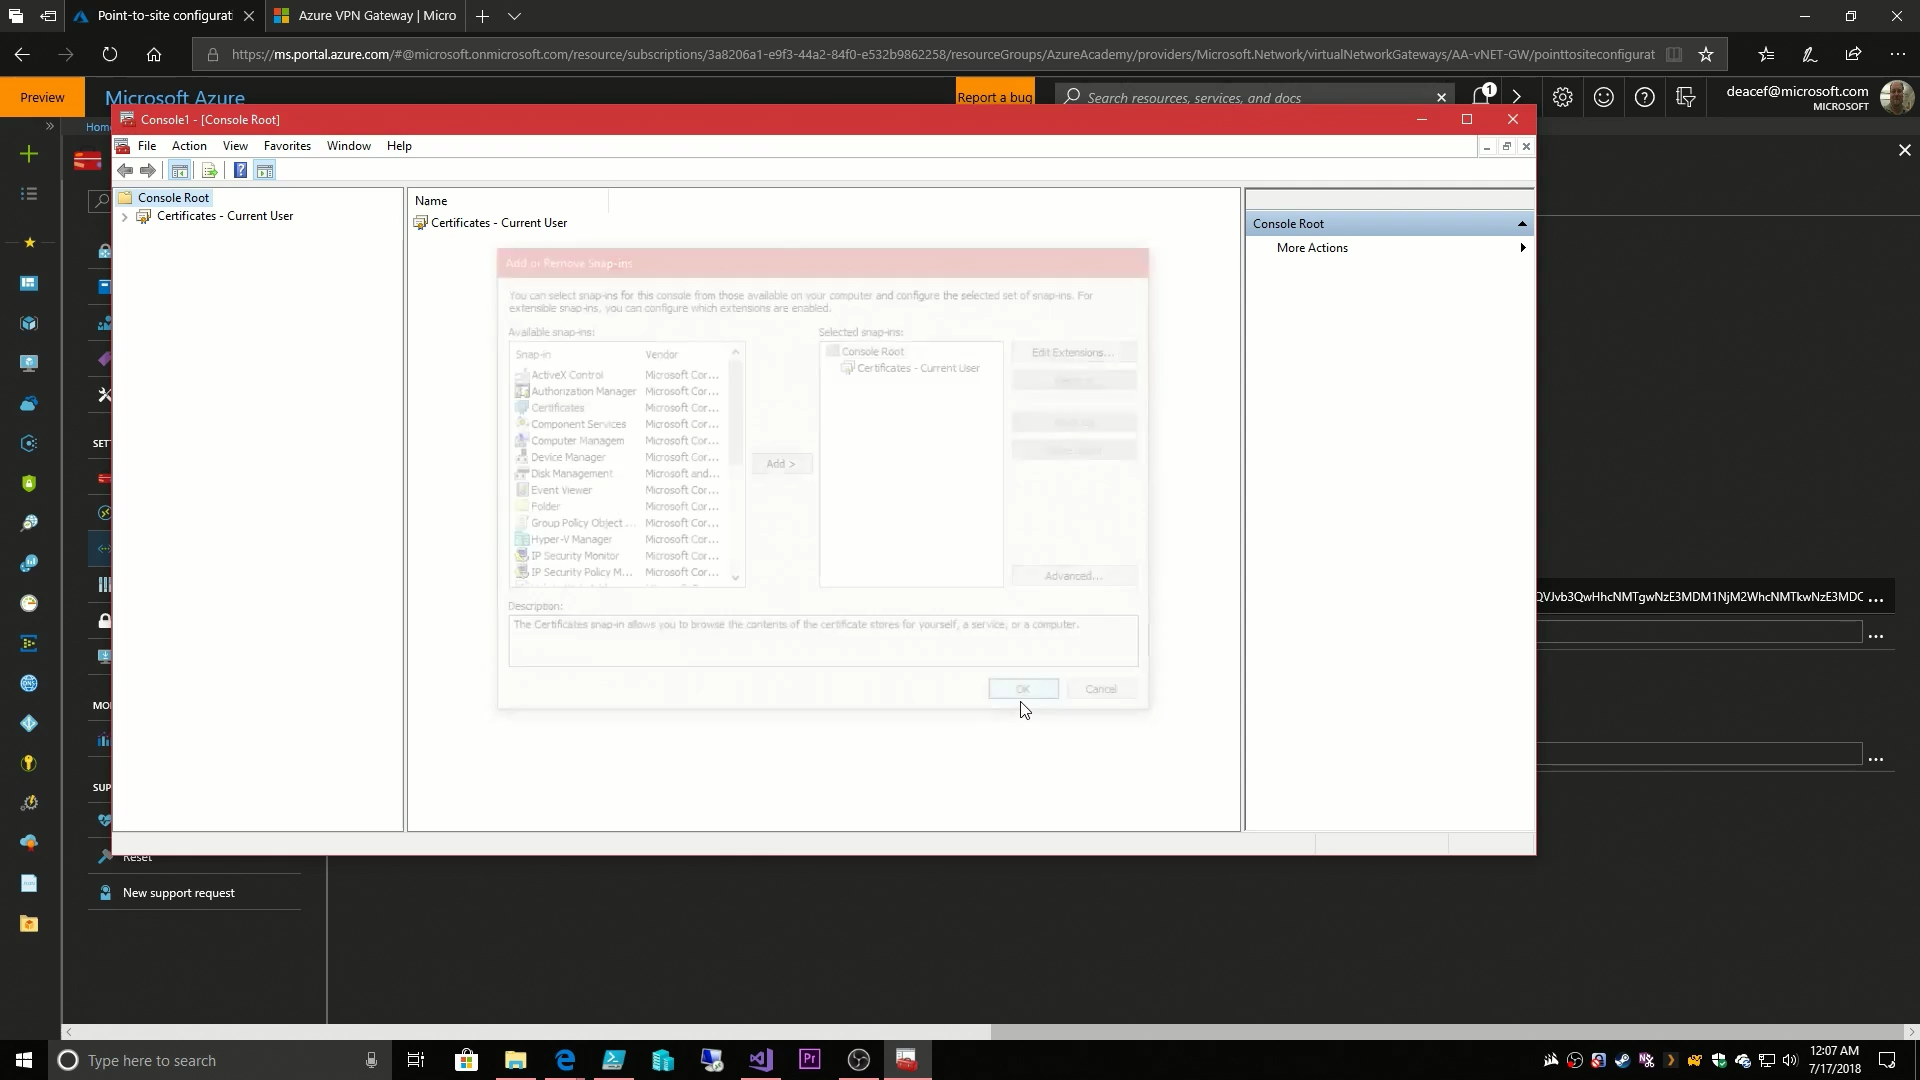 Point-to-site configurati
Azure VPN Gateway | Micro
https://ms.portal.azure.com/#@microsoft.onmicrosoft.com/resource/subscriptions/3a8206a1-e9f3-44a2-84f0-e532b9862258/resourceGroups/AzureAcademy/providers/Microsoft.Network/virtualNetworkGateways/AA-vNET-GW/pointtositeconfigurat
Preview
Microsoft Azure
Report a bug
Search resources, services, and docs
1
deacef@microsoft.com
MICROSOFT
Home
Console1 - [Console Root]
File Action View Favorites Window Help
Console Root
Certificates - Current User
Name
Certificates - Current User
Console Root
More Actions
Add or Remove Snap-ins
You can select snap-ins for this console from those available on your computer and configure the selected set of snap-ins. For
extensible snap-ins, you can configure which extensions are enabled.
Available snap-ins:
Selected snap-ins:
Snap-in Vendor
ActiveX Control Microsoft Cor...
Authorization Manager Microsoft Cor...
Certificates Microsoft Cor...
Component Services Microsoft Cor...
Computer Managem Microsoft Cor...
Device Manager Microsoft Cor...
Disk Management Microsoft and...
Event Viewer Microsoft Cor...
Folder Microsoft Cor...
Group Policy Object ... Microsoft Cor...
Hyper-V Manager Microsoft Cor...
IP Security Monitor Microsoft Cor...
IP Security Policy M... Microsoft Cor...
Add >
Console Root
Certificates - Current User
Edit Extensions...
Advanced...
Description:
The Certificates snap-in allows you to browse the contents of the certificate stores for yourself, a service, or a computer.
OK
Cancel
SET
MO
SUP
QVJvb3QwHhcNMTgwNzE3MDM1NjM2WhcNMTkwNzE3MDC ...
...
...
Reset
New support request
Type here to search
Pr
12:07 AM
7/17/2018